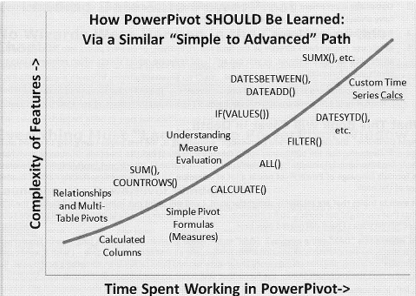 How PowerPivot SHOULD Be Learned:
Via a Similar “Simple to Advanced” Path
SUMX(), etc.
DATESBETWEEN(),
DATEADD()
Custom Time
Series Calcs
IF(VALUES())
DATESYTD(),
etc.
Understanding
Measure
Evaluation
FILTER()
ALL()
SUM(),
COUNTROWS()
CALCULATE()
Relationships
and Multi-
Table Pivots
Simple Pivot
Formulas
(Measures)
Calculated
Columns
Complexity of Features ->
Time Spent Working in PowerPivot->